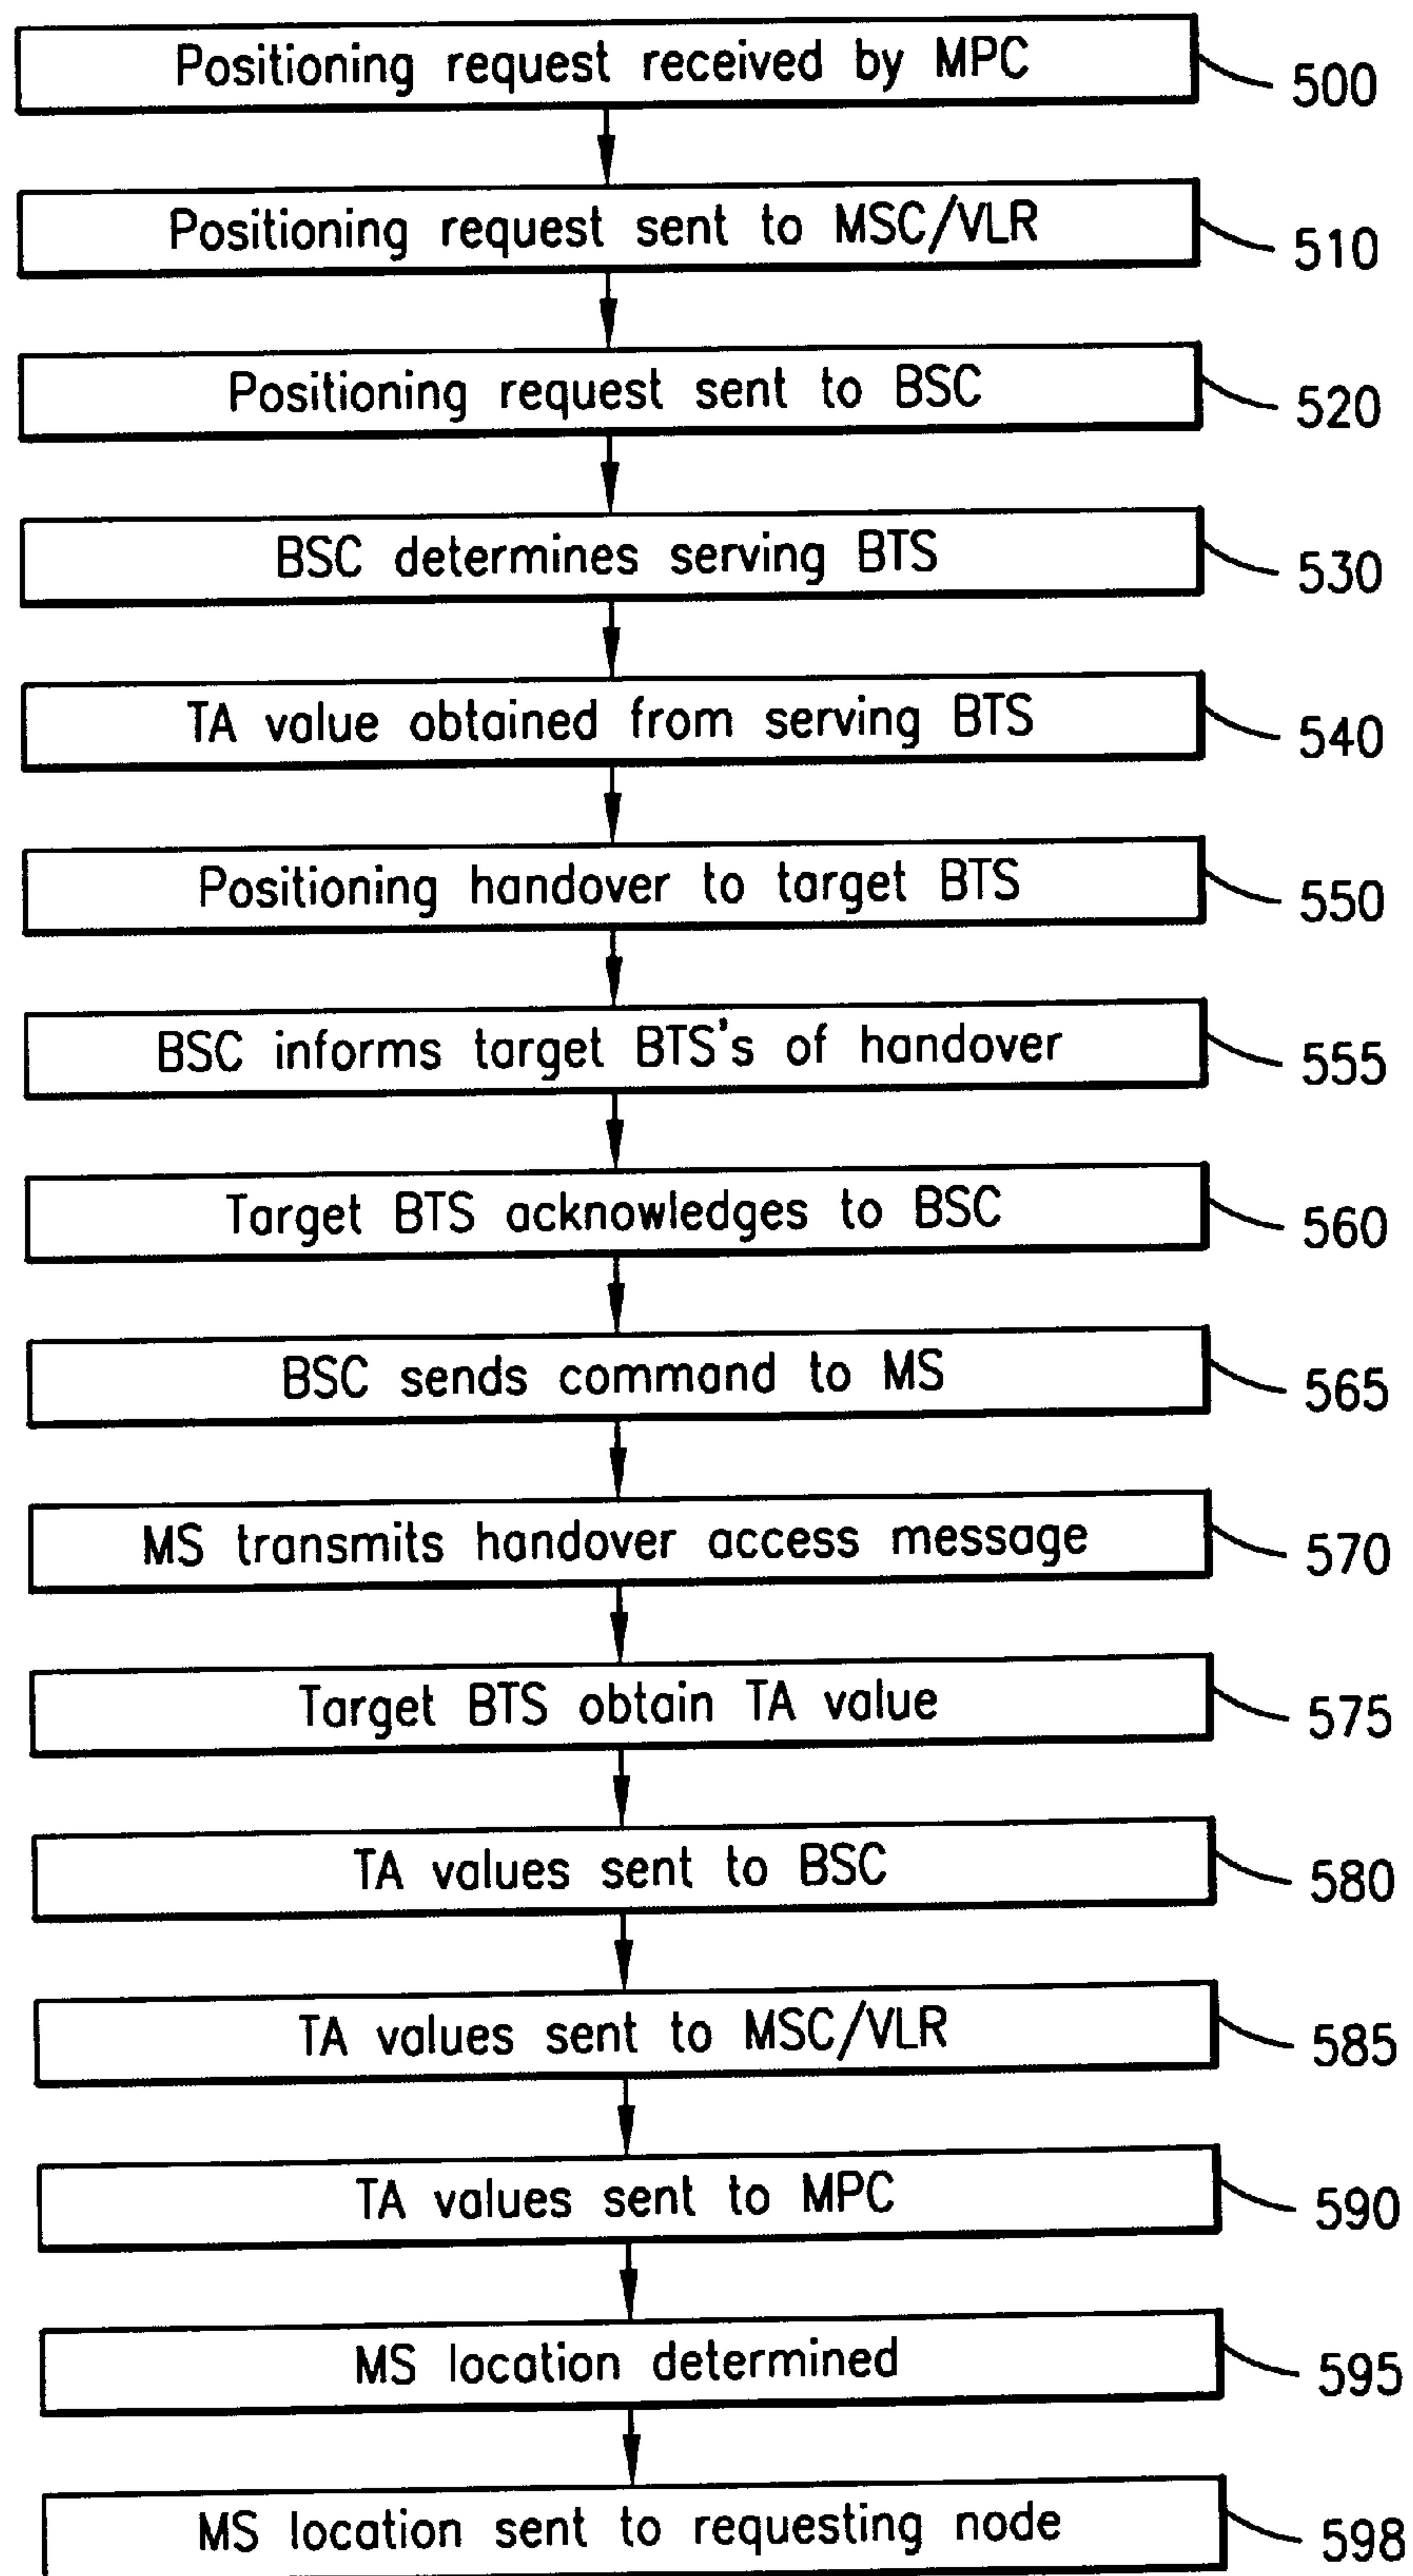 Positioning request received by MPC 500
Positioning request sent to MSC/VLR 510
Positioning request sent to BSC 520
BSC determines serving BTS 530
TA value obtained from serving BTS 540
Positioning handover to target BTS 550
BSC informs target BTS's of handover 555
Target BTS acknowledges to BSC 560
BSC sends command to MS 565
MS transmits handover access message 570
Target BTS obtain TA value 575
TA values sent to BSC 580
TA values sent to MSC/VLR 585
TA values sent to MPC 590
MS location determined 595
MS location sent to requesting node 598